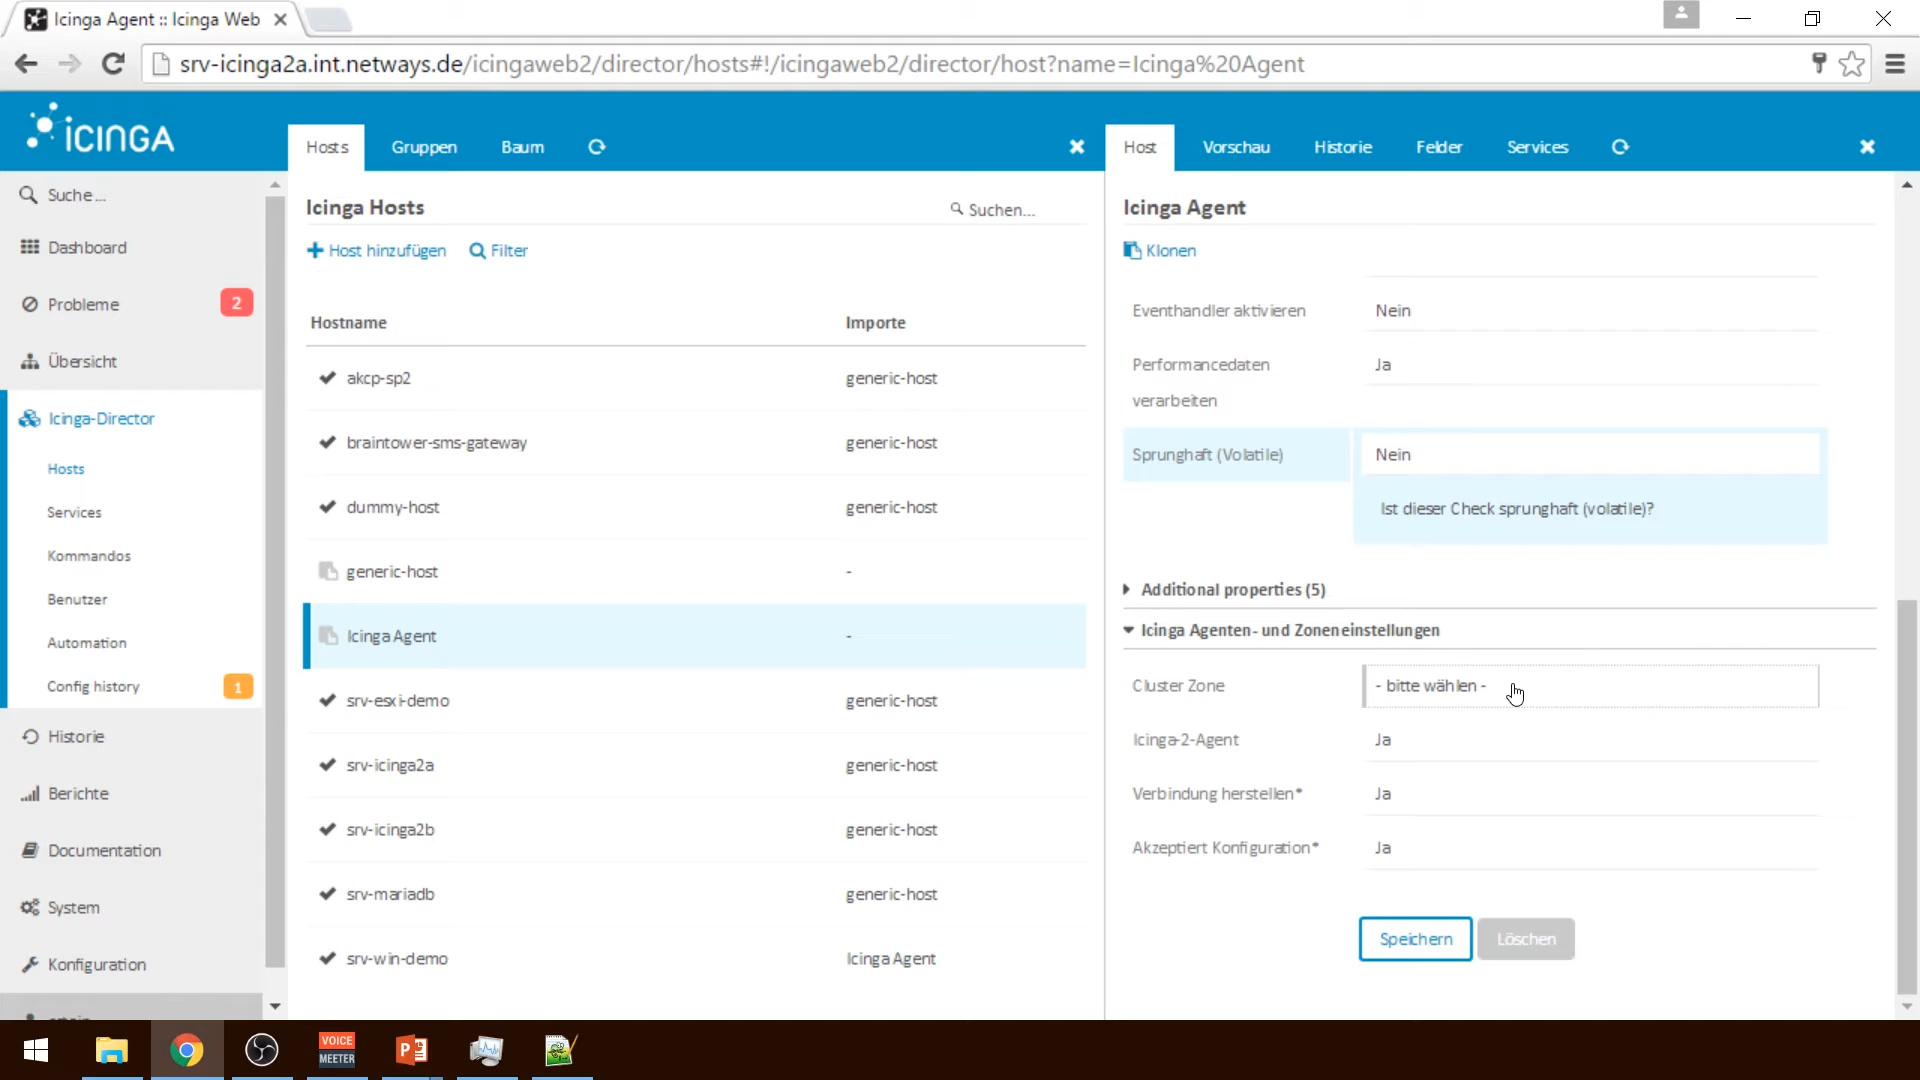 Icinga Agent :: Icinga Web
srv-icinga2a.int.netways.de/icingaweb2/director/hosts#!/icingaweb2/director/host?name=Icinga%20Agent
ICINGA
Hosts
Gruppen
Baum
Host
Vorschau
Historie
Felder
Services
Suche ...
Dashboard
Probleme
2
Übersicht
Icinga-Director
Hosts
Services
Kommandos
Benutzer
Automation
Config history
1
Historie
Berichte
Documentation
System
Konfiguration
Icinga Hosts
Suchen...
Host hinzufügen
Filter
Hostname Importe
akcp-sp2 generic-host
braintower-sms-gateway generic-host
dummy-host generic-host
generic-host -
Icinga Agent -
srv-esxi-demo generic-host
srv-icinga2a generic-host
srv-icinga2b generic-host
srv-mariadb generic-host
srv-win-demo Icinga Agent
Icinga Agent
Klonen
Eventhandler aktivieren Nein
Performancedaten Ja
verarbeiten
Sprunghaft (Volatile) Nein
Ist dieser Check sprunghaft (volatile)?
Additional properties (5)
Icinga Agenten- und Zoneneinstellungen
Cluster Zone - bitte wählen -
Icinga-2-Agent Ja
Verbindung herstellen* Ja
Akzeptiert Konfiguration* Ja
Speichern
Löschen
VOICE
MEETER